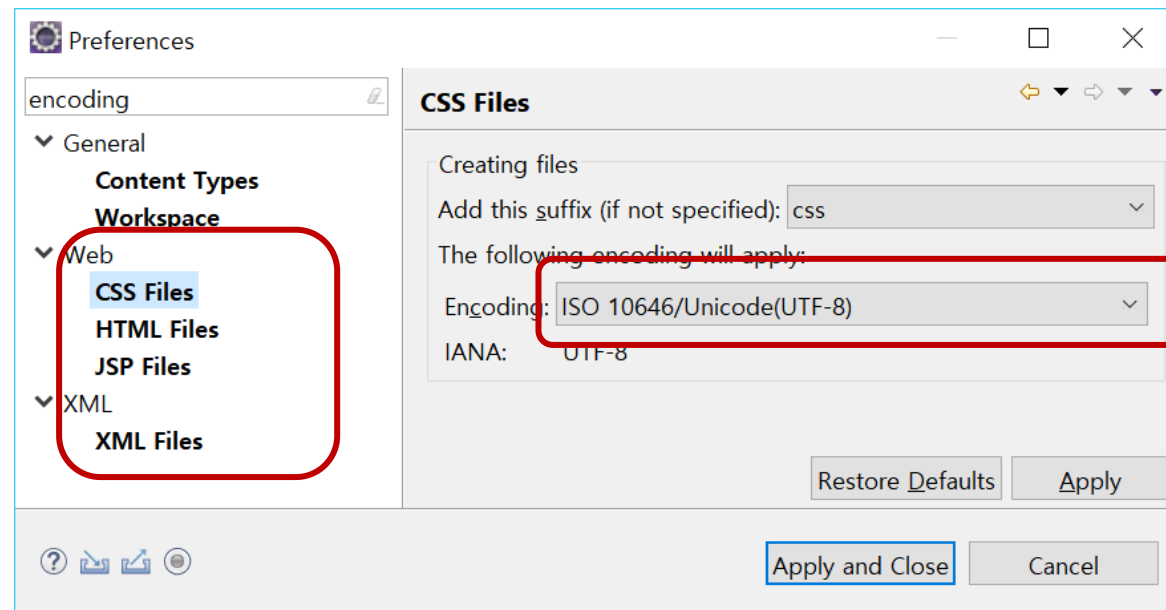 Preferences
encoding
General
Content Types
Workspace
Web
CSS Files
HTML Files
JSP Files
XML
XML Files
CSS Files
Creating files
Add this suffix (if not specified): css
The following encoding will apply:
Encoding: ISO 10646/Unicode(UTF-8)
IANA: UTF-8
Restore Defaults Apply
? Apply and Close Cancel